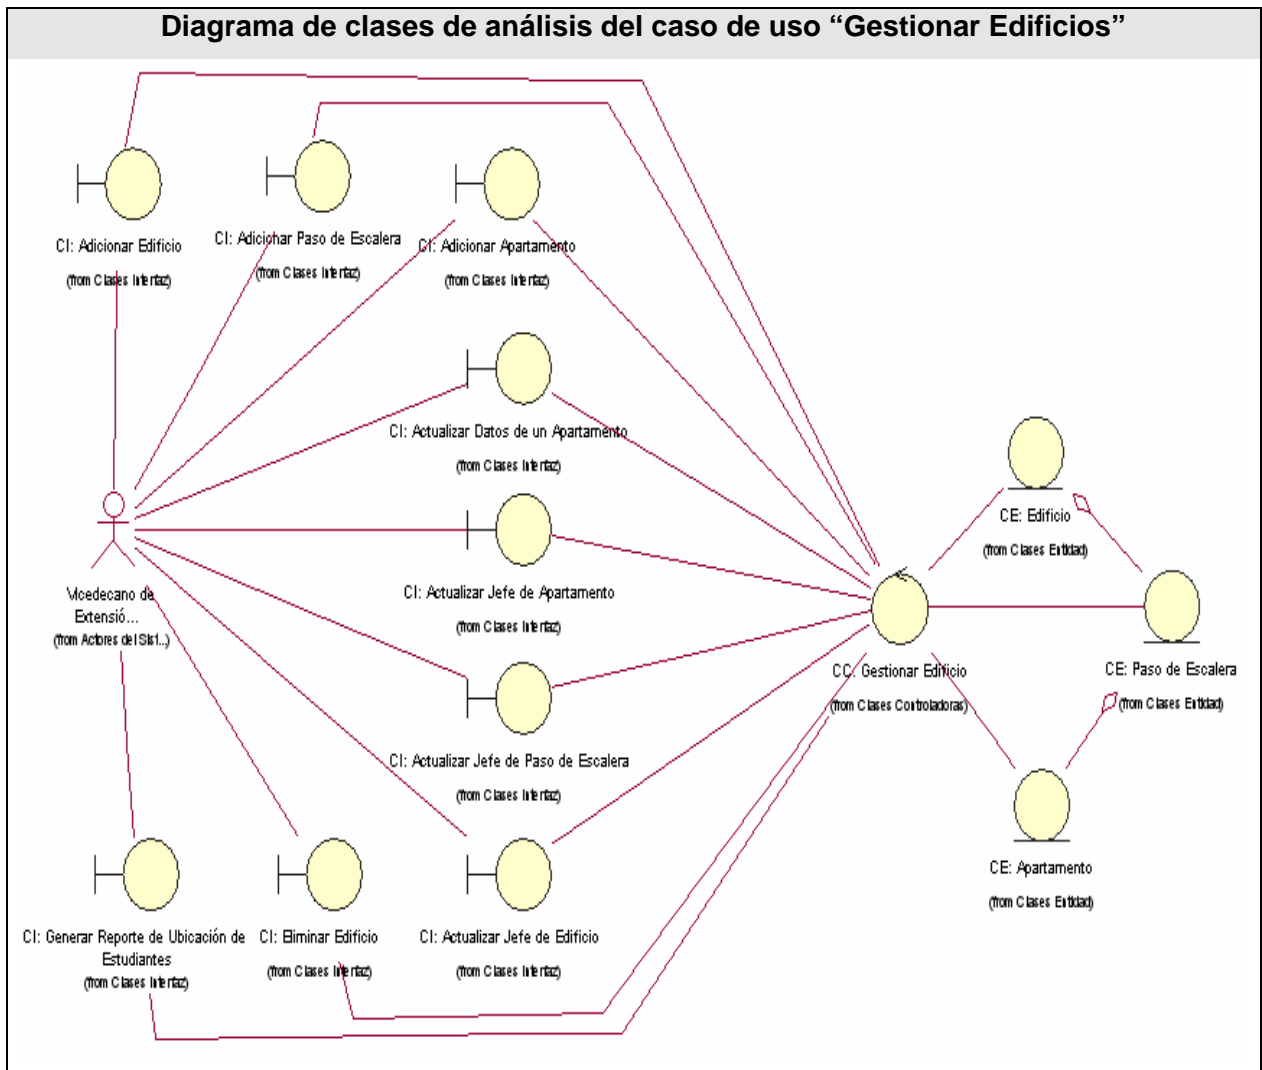 Diagrama de clases de análisis del caso de uso “Gestionar Edificios”
CI: Adicionar Edificio
(from Clases Interfaz)
CI: Adicionar Paso de Escalera
(from Clases Interfaz)
CI: Adicionar Apartamento
(from Clases Interfaz)
CI: Actualizar Datos de un Apartamento
(from Clases Interfaz)
CI: Actualizar Jefe de Apartamento
(from Clases Interfaz)
CI: Actualizar Jefe de Paso de Escalera
(from Clases Interfaz)
Vicedecano de
Extensió...
(from Actores del Sist...)
CI: Generar Reporte de Ubicación de
Estudiantes
(from Clases Interfaz)
CI: Eliminar Edificio
(from Clases Interfaz)
CI: Actualizar Jefe de Edificio
(from Clases Interfaz)
CC: Gestionar Edificio
(from Clases Controladoras)
CE: Edificio
(from Clases Entidad)
CE: Paso de Escalera
(from Clases Entidad)
CE: Apartamento
(from Clases Entidad)